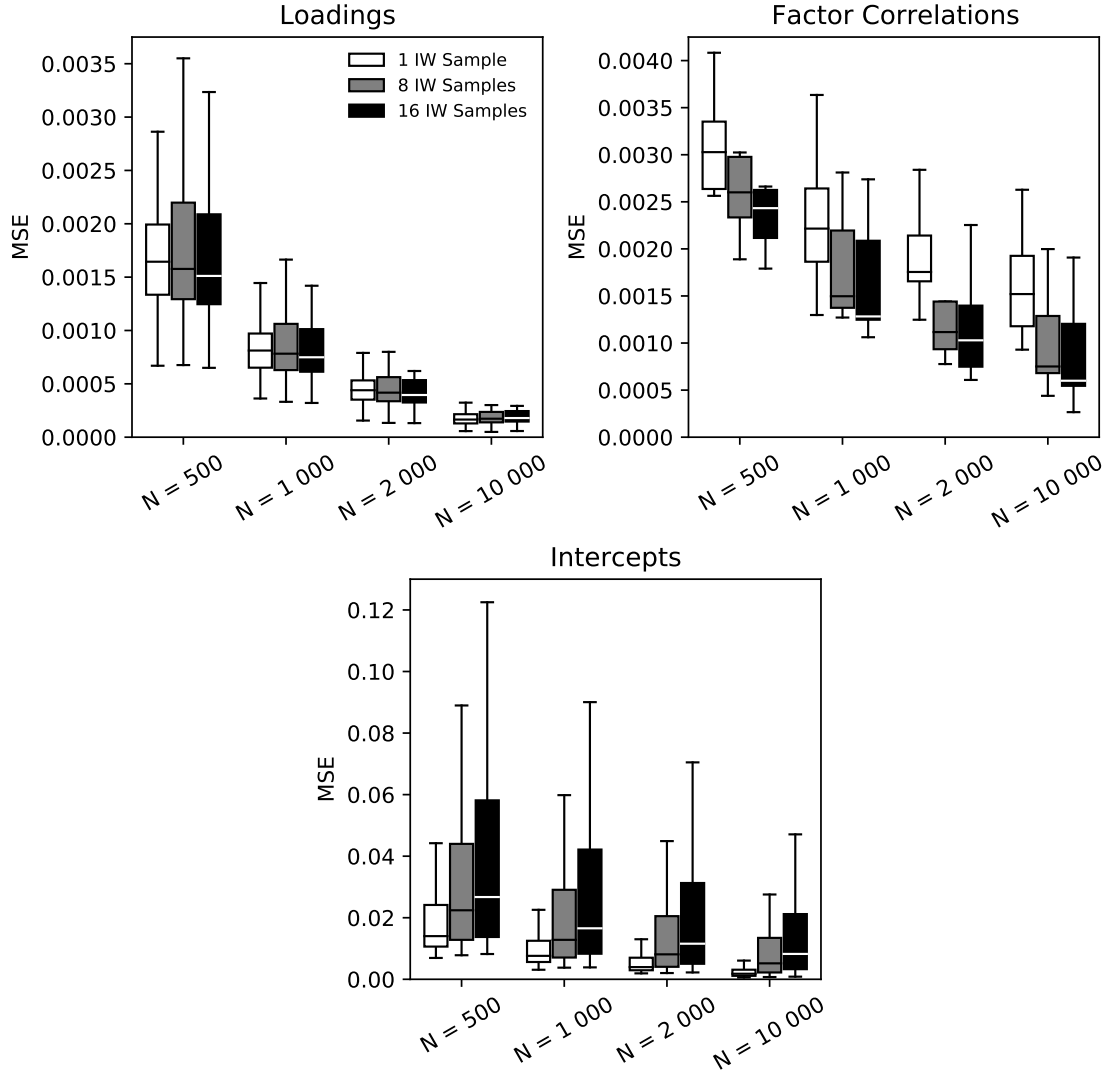 Loadings
MSE
0.0035
0.0030
0.0025
0.0020
0.0015
0.0010
0.0005
0.0000
1 IW Sample
8 IW Samples
16 IW Samples
N = 500
N = 1 000
N = 2 000
N = 10 000
Factor Correlations
MSE
0.0040
0.0035
0.0030
0.0025
0.0020
0.0015
0.0010
0.0005
0.0000
N = 500
N = 1 000
N = 2 000
N = 10 000
Intercepts
MSE
0.12
0.10
0.08
0.06
0.04
0.02
0.00
N = 500
N = 1 000
N = 2 000
N = 10 000